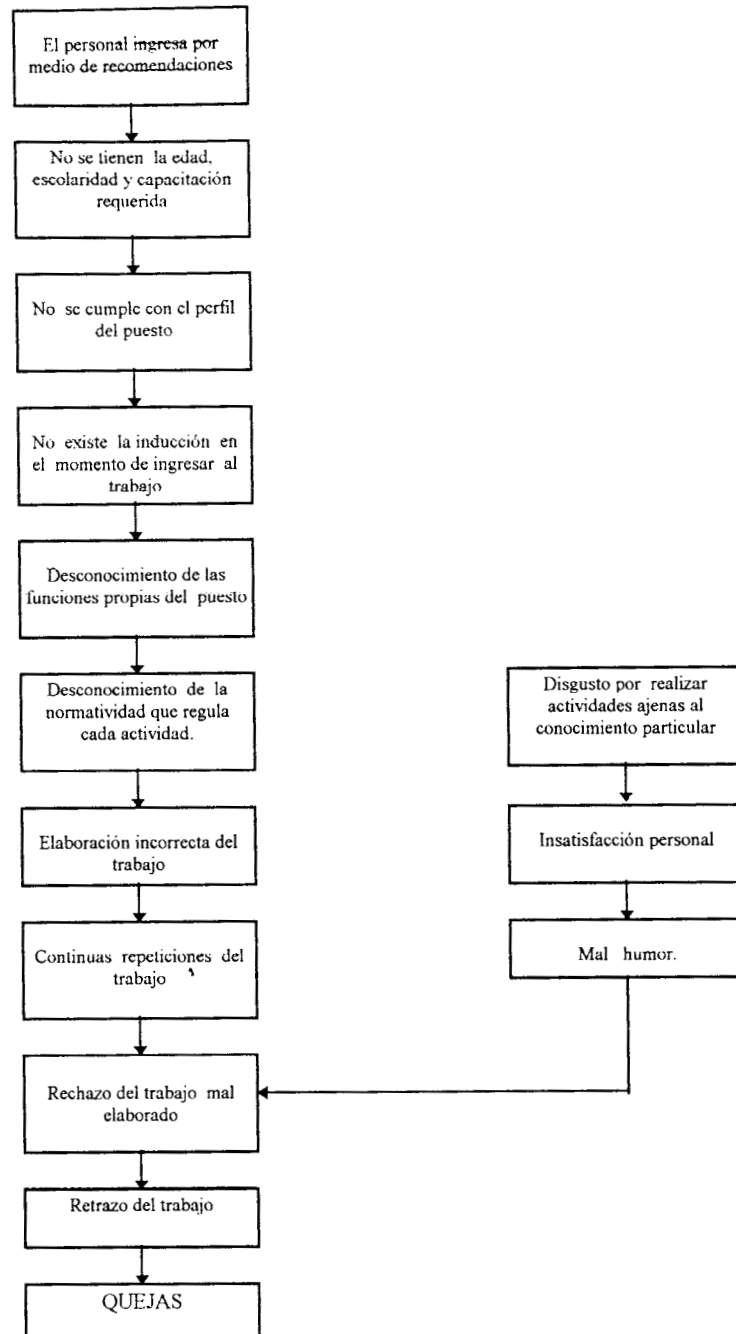 El personal ingresa por
medio de recomendaciones
No se tienen la edad,
escolaridad y capacitación
requerida
No se cumple con el perfil
del puesto
No existe la inducción en
el momento de ingresar al
trabajo
Desconocimiento de las
funciones propias del puesto
Desconocimiento de la
normatividad que regula
cada actividad.
Elaboración incorrecta del
trabajo
Continuas repeticiones del
trabajo
Rechazo del trabajo mal
elaborado
Retrazo del trabajo
QUEJAS
Disgusto por realizar
actividades ajenas al
conocimiento particular
Insatisfacción personal
Mal humor.